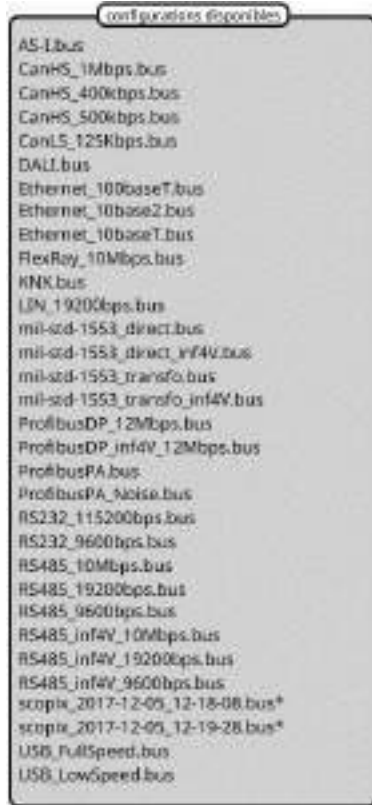 configurations disponibles
AS-I.bus
CanHS_1Mbps.bus
CanHS_400kbps.bus
CanHS_500kbps.bus
CanLS_125Kbps.bus
DALI.bus
Ethernet_100baseT.bus
Ethernet_10base2.bus
Ethernet_10baseT.bus
FlexRay_10Mbps.bus
KNX.bus
LIN_19200bps.bus
mil-std-1553_direct.bus
mil-std-1553_direct_inf4V.bus
mil-std-1553_transfo.bus
mil-std-1553_transfo_inf4V.bus
ProfibusDP_12Mbps.bus
ProfibusDP_inf4V_12Mbps.bus
ProfibusPA.bus
ProfibusPA_Noise.bus
RS232_115200bps.bus
RS232_9600bps.bus
RS485_10Mbps.bus
RS485_19200bps.bus
RS485_9600bps.bus
RS485_inf4V_10Mbps.bus
RS485_inf4V_19200bps.bus
RS485_inf4V_9600bps.bus
scopix_2017-12-05_12-18-08.bus*
scopix_2017-12-05_12-19-28.bus*
USB_FullSpeed.bus
USB_LowSpeed.bus